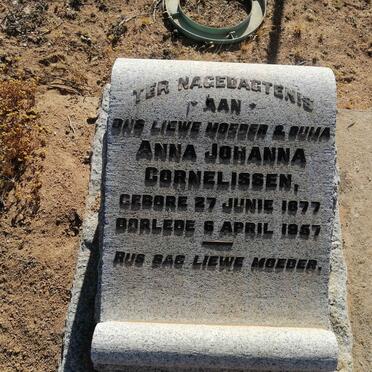 TER NAGEDAGTENIS
AAN
ONS LIEWE MOEDER & OUMA
ANNA JOHANNA
CORNELISSEN,
GEBORE 27 JUNIE 1877
OORLEDE 6 APRIL 1957
RUS SAG LIEWE MOEDER.